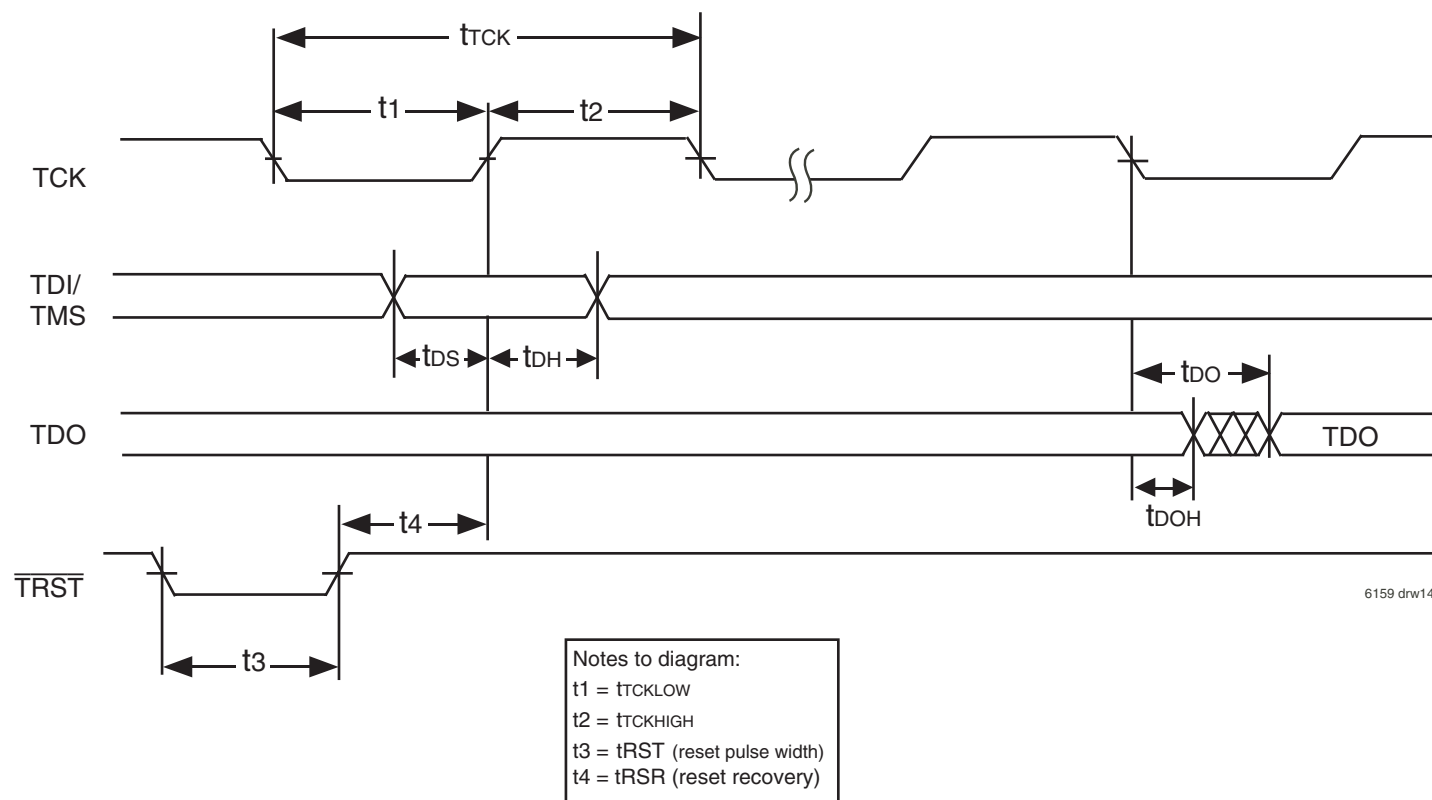 tTCK
t1
t2
TCK
TDI/
TMS
tDS
tDH
tDO
TDO
TDO
tDOH
t4
TRST
6159 drw14
t3
Notes to diagram:
t1 = tTCKLOW
t2 = tTCKHIGH
t3 = tRST (reset pulse width)
t4 = tRSR (reset recovery)